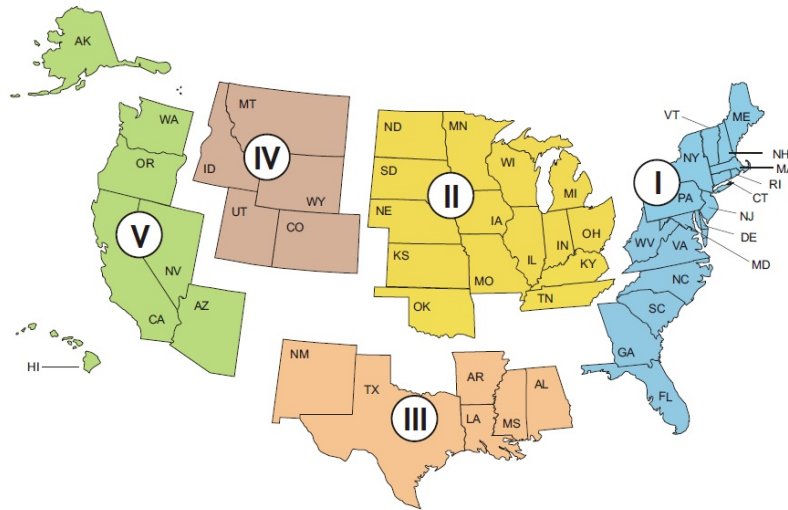 AK
WA
OR
V
NV
CA
AZ
HI
MT
IV
ID
WY
UT
CO
ND
MN
SD
WI
II
MI
NE
IA
IL
IN
OH
KS
MO
KY
OK
TN
NM
TX
III
AR
LA
MS
AL
VT
ME
NH
MA
NY
I
RI
CT
PA
NJ
DE
WV
VA
MD
NC
SC
GA
FL